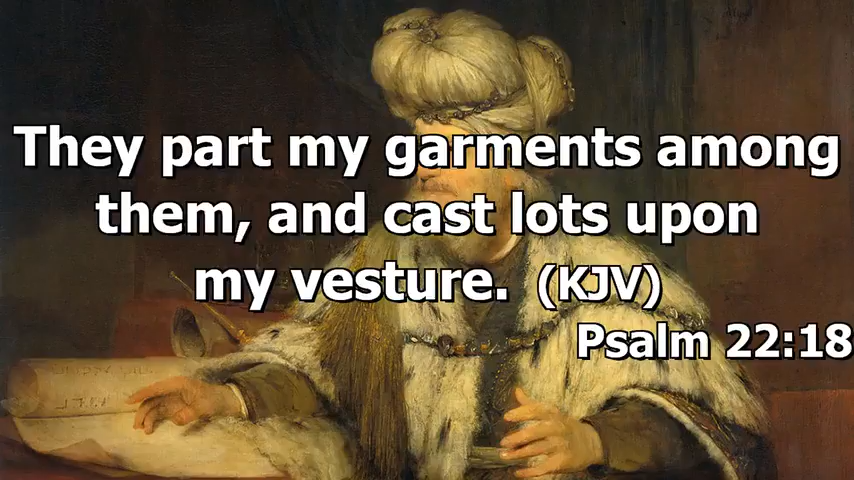 They part my garments among
them, and cast lots upon
my vesture. (KJV)
Psalm 22:18